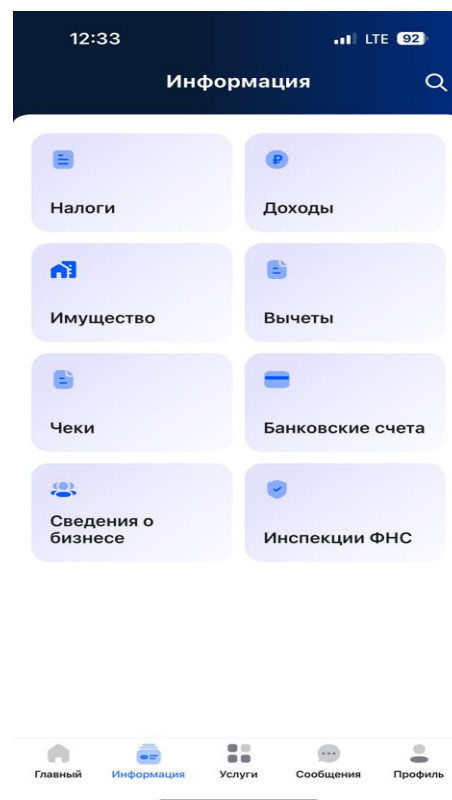 12:33 LTE 92
Информация
Налоги Доходы
Имущество Вычеты
Чеки Банковские счета
Сведения о
бизнесе Инспекции ФНС
Главный Информация Услуги Сообщения Профиль